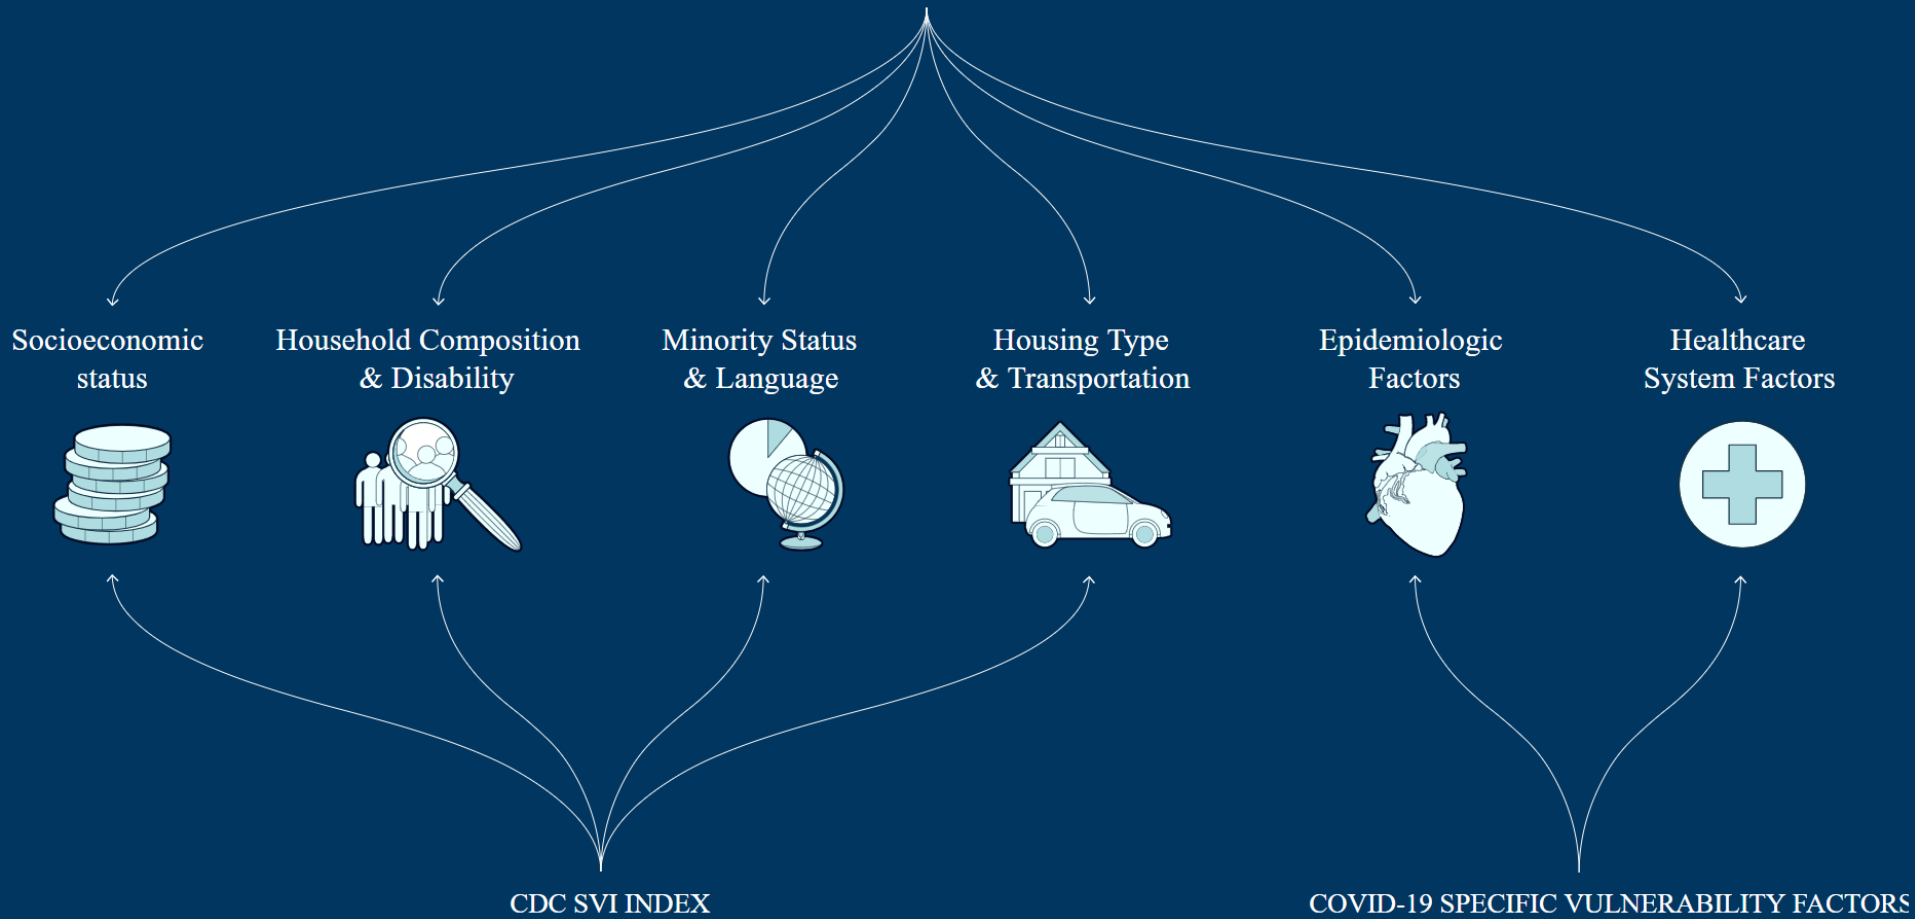 Socioeconomic
status
Household Composition
& Disability
Minority Status
& Language
Housing Type
& Transportation
Epidemiologic
Factors
Healthcare
System Factors
CDC SVI INDEX
COVID-19 SPECIFIC VULNERABILITY FACTORS